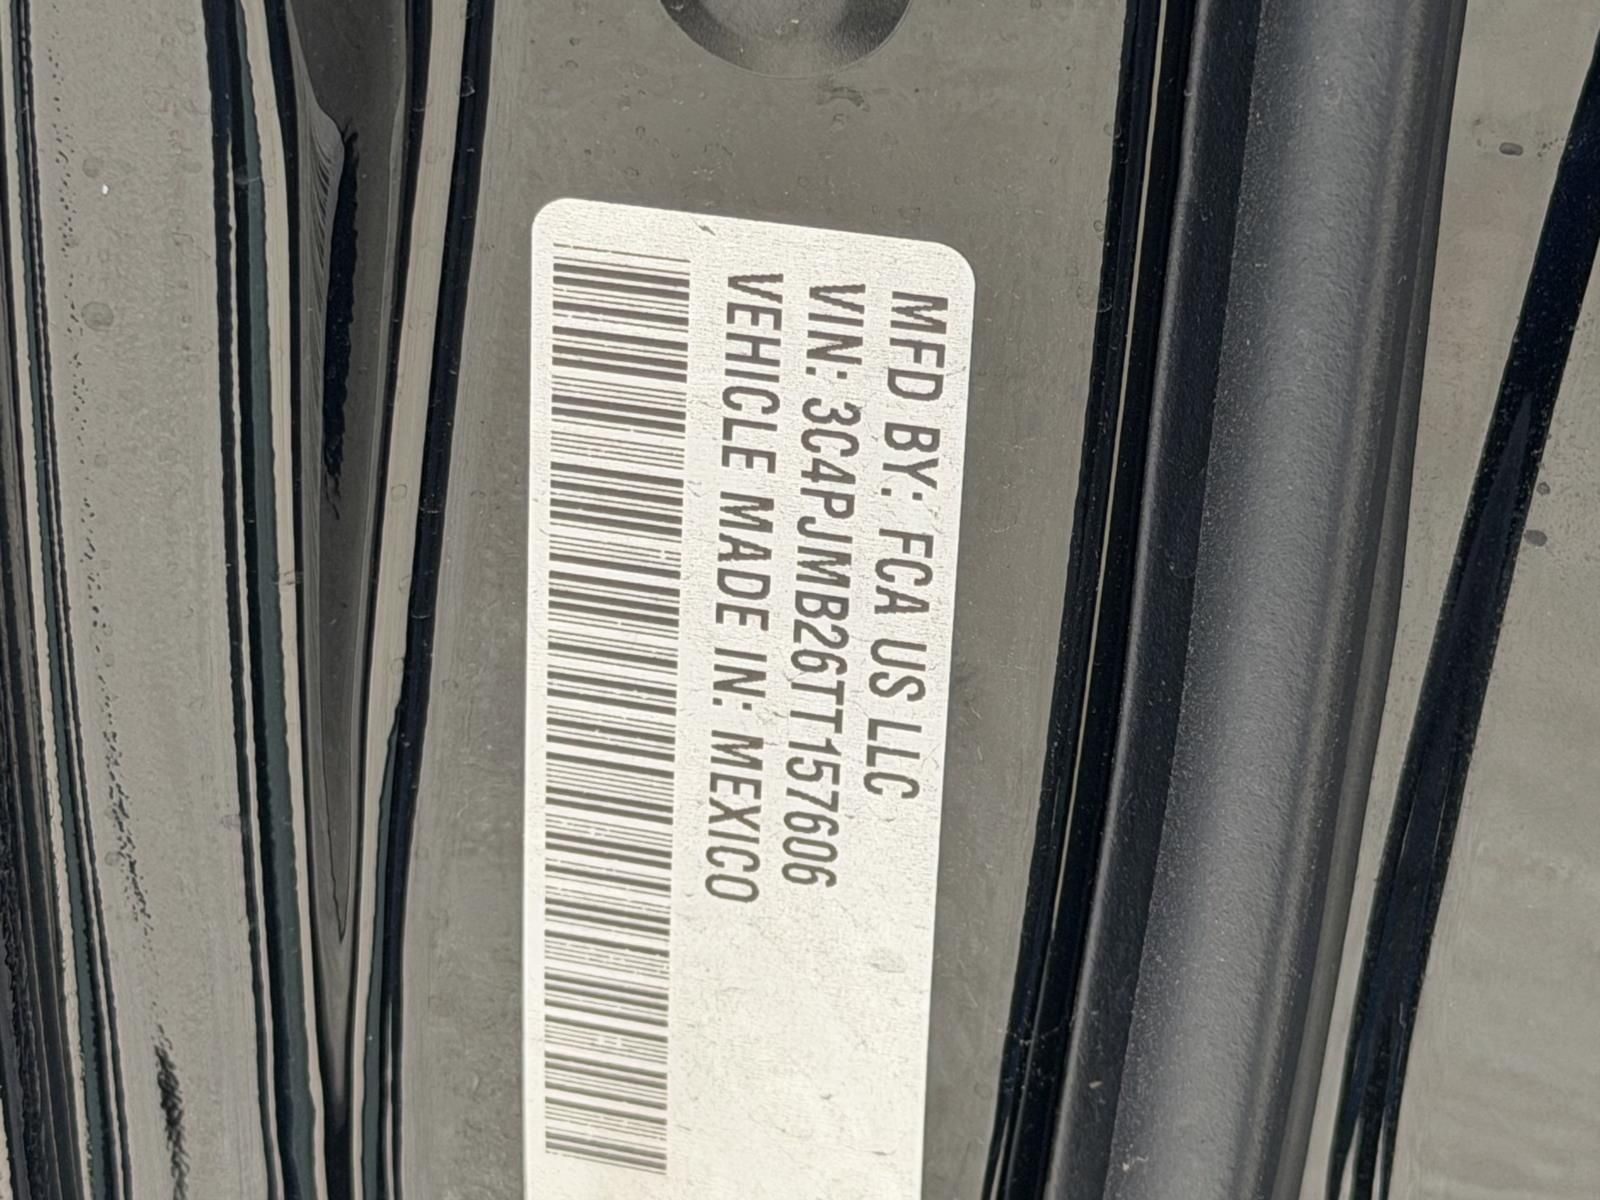 MFD BY: FCA US LLC
VIN: 3C4PJMB26TT157606
VEHICLE MADE IN: MEXICO